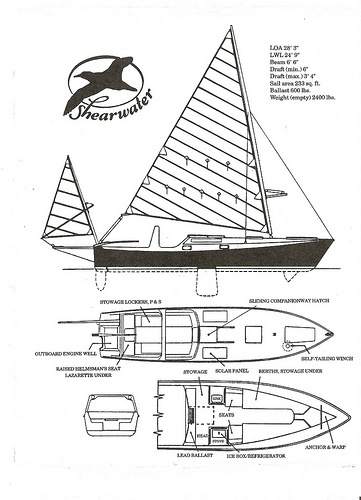 Shearwater
LOA 28' 3"
LWL 24' 9"
Beam 6' 6"
Draft (min.) 6"
Draft (max.) 3' 4"
Sail area 233 sq. ft.
Ballast 600 lbs.
Weight (empty) 2400 lbs.
STOWAGE LOCKERS, P & S
SLIDING COMPANIONWAY HATCH
OUTBOARD ENGINE WELL
SELF-TAILING WINCH
RAISED HELMSMAN'S SEAT
LAZARETTE UNDER
SOLAR PANEL
STOWAGE
BERTHS, STOWAGE UNDER
SINK
SEATS
HEAD
STOVE
ANCHOR & WARP
LEAD BALLAST
ICE BOX/REFRIGERATOR